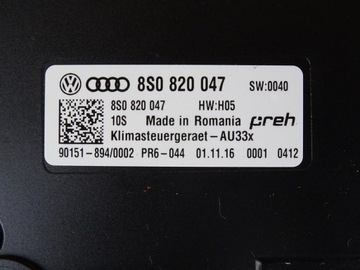 8S0 820 047 SW:0040
8S0 820 047 HW:H05
10S Made in Romania preh
Klimasteuergeraet-AU33x
90151-894/0002 PR6-044 01.11.16 0001 0412